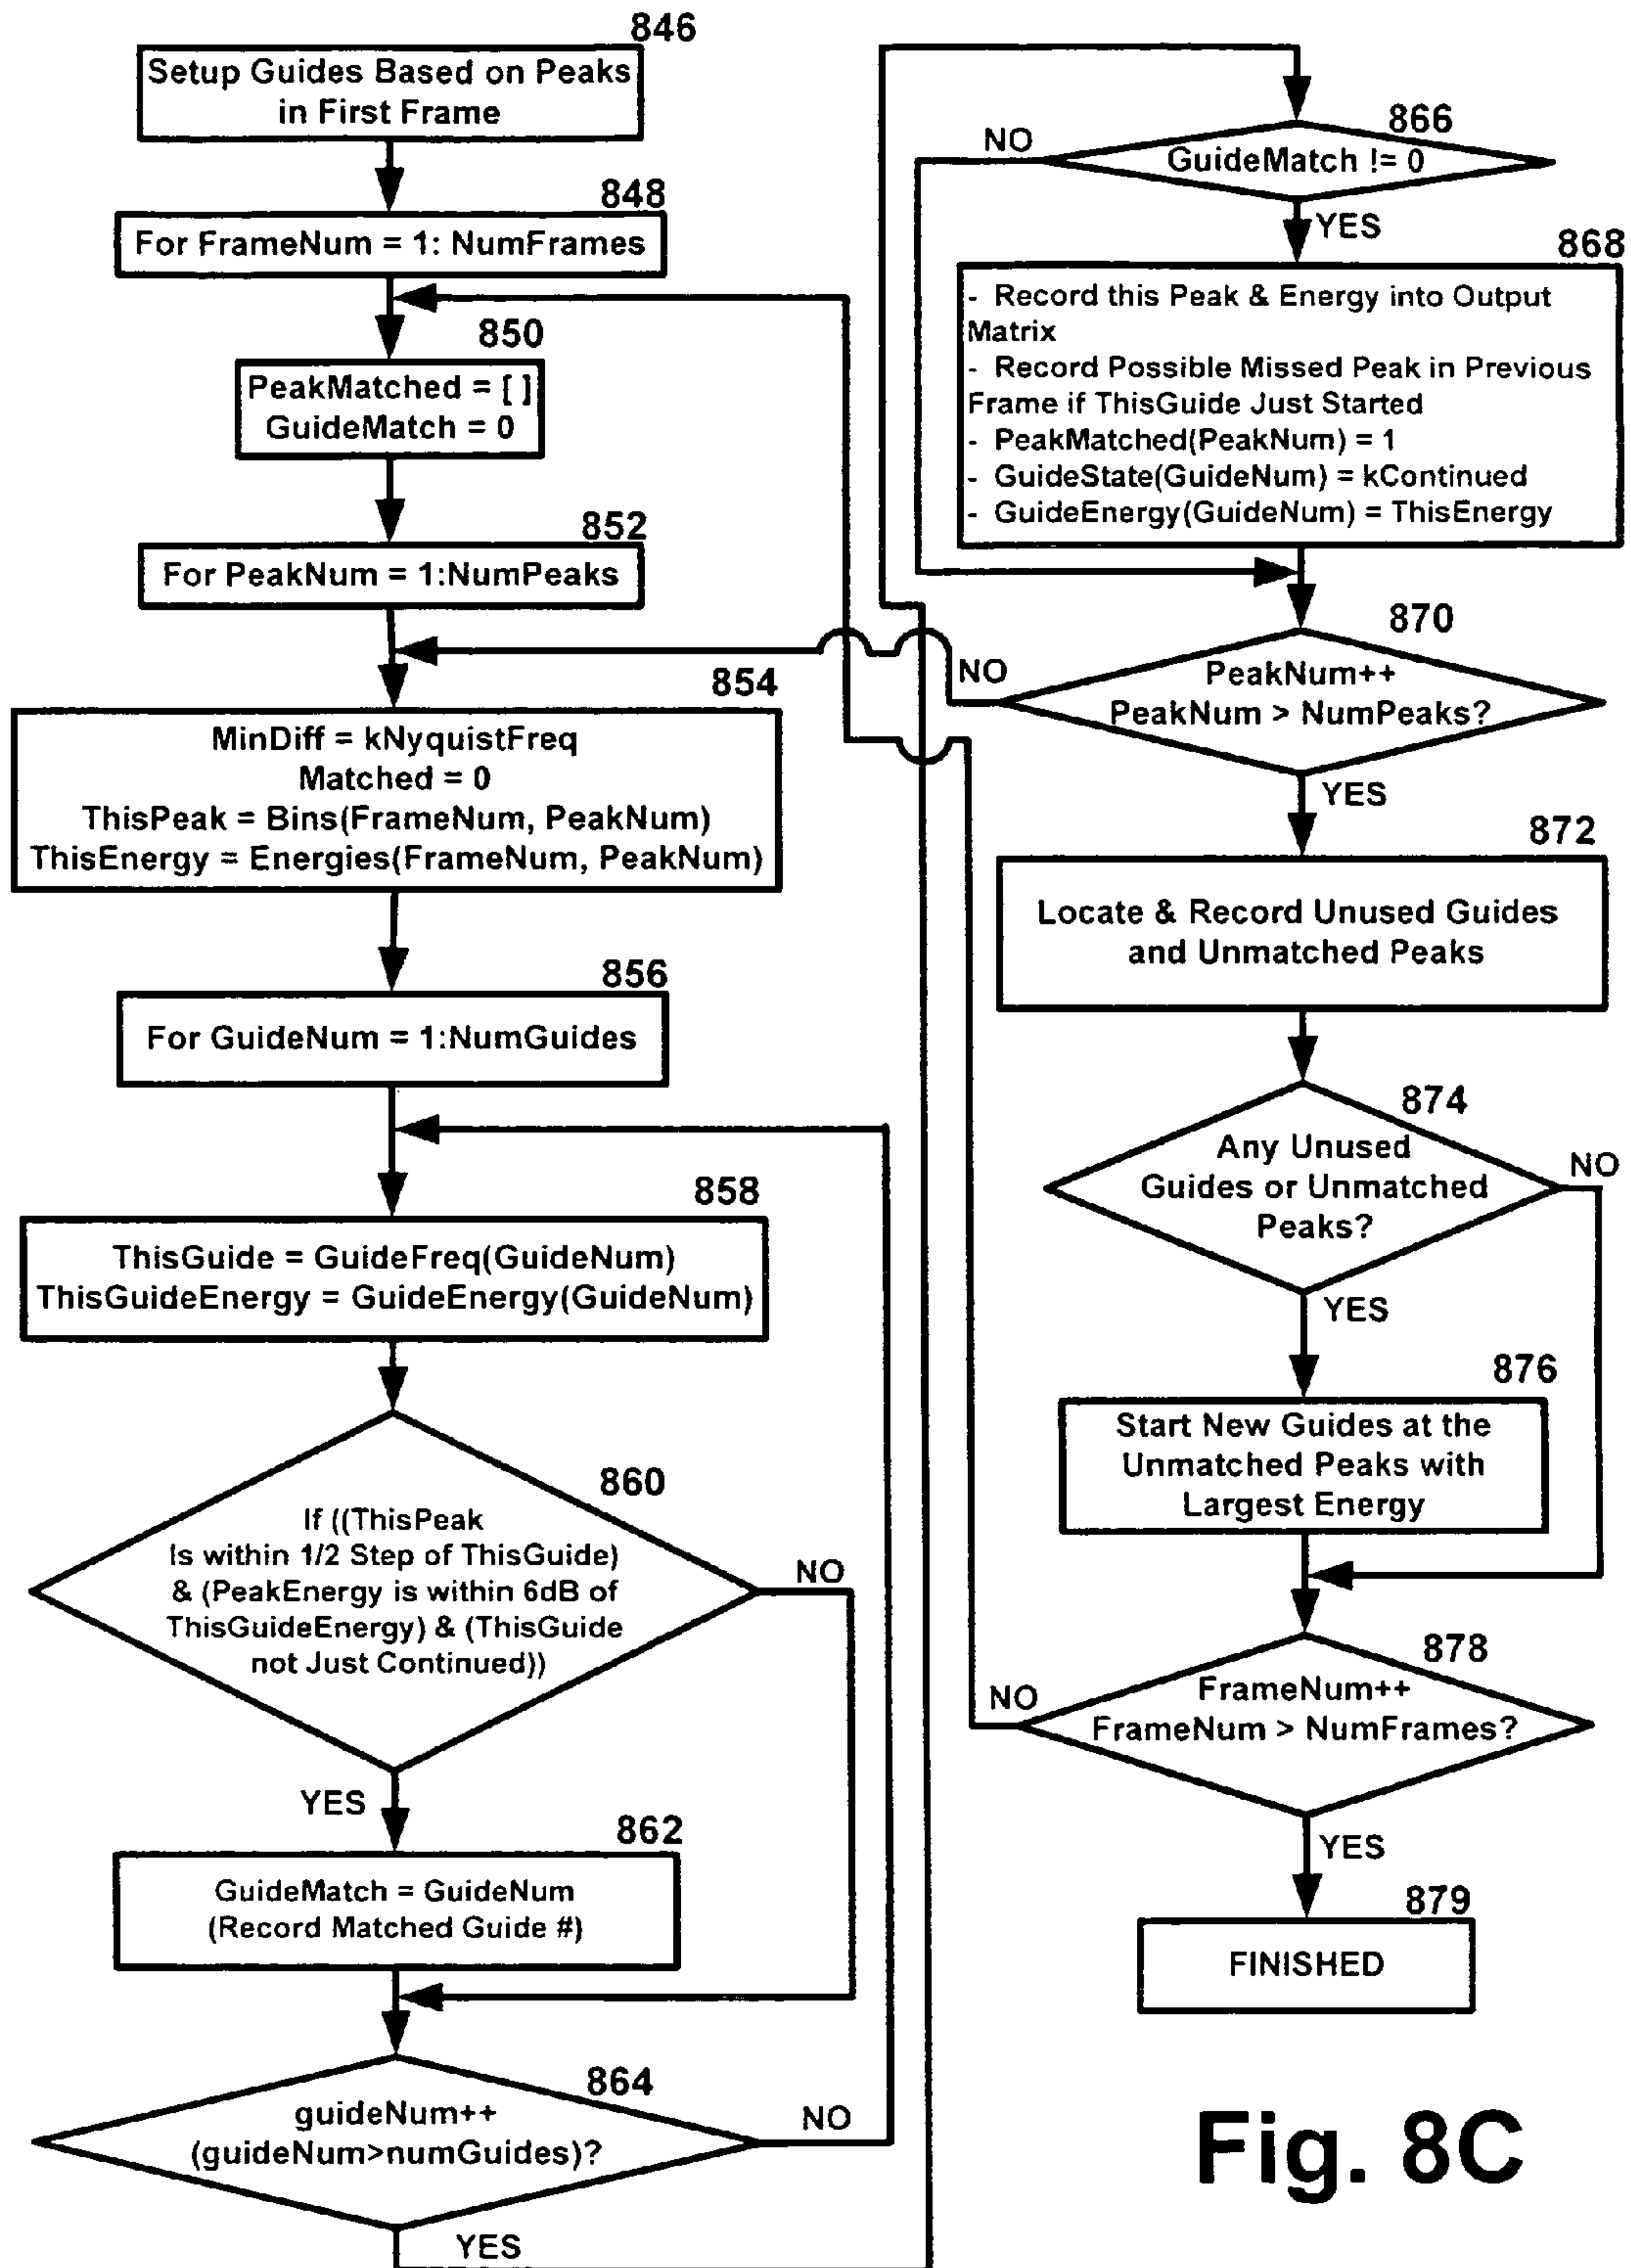 846
Setup Guides Based on Peaks
in First Frame
848
For FrameNum = 1: NumFrames
850
PeakMatched = [ ]
GuideMatch = 0
852
For PeakNum = 1:NumPeaks
854
MinDiff = kNyquistFreq
Matched = 0
ThisPeak = Bins(FrameNum, PeakNum)
ThisEnergy = Energies(FrameNum, PeakNum)
856
For GuideNum = 1:NumGuides
858
ThisGuide = GuideFreq(GuideNum)
ThisGuideEnergy = GuideEnergy(GuideNum)
860
If ((ThisPeak
Is within 1/2 Step of ThisGuide)
& (PeakEnergy is within 6dB of
ThisGuideEnergy) & (ThisGuide
not Just Continued))
NO
YES
862
GuideMatch = GuideNum
(Record Matched Guide #)
864
guideNum++
(guideNum>numGuides)?
NO
YES
866
GuideMatch != 0
NO
YES
868
- Record this Peak & Energy into Output
Matrix
- Record Possible Missed Peak in Previous
Frame if ThisGuide Just Started
- PeakMatched(PeakNum) = 1
- GuideState(GuideNum) = kContinued
- GuideEnergy(GuideNum) = ThisEnergy
870
PeakNum++
PeakNum > NumPeaks?
NO
YES
872
Locate & Record Unused Guides
and Unmatched Peaks
874
Any Unused
Guides or Unmatched
Peaks?
NO
YES
876
Start New Guides at the
Unmatched Peaks with
Largest Energy
878
FrameNum++
FrameNum > NumFrames?
NO
YES
879
FINISHED
Fig. 8C